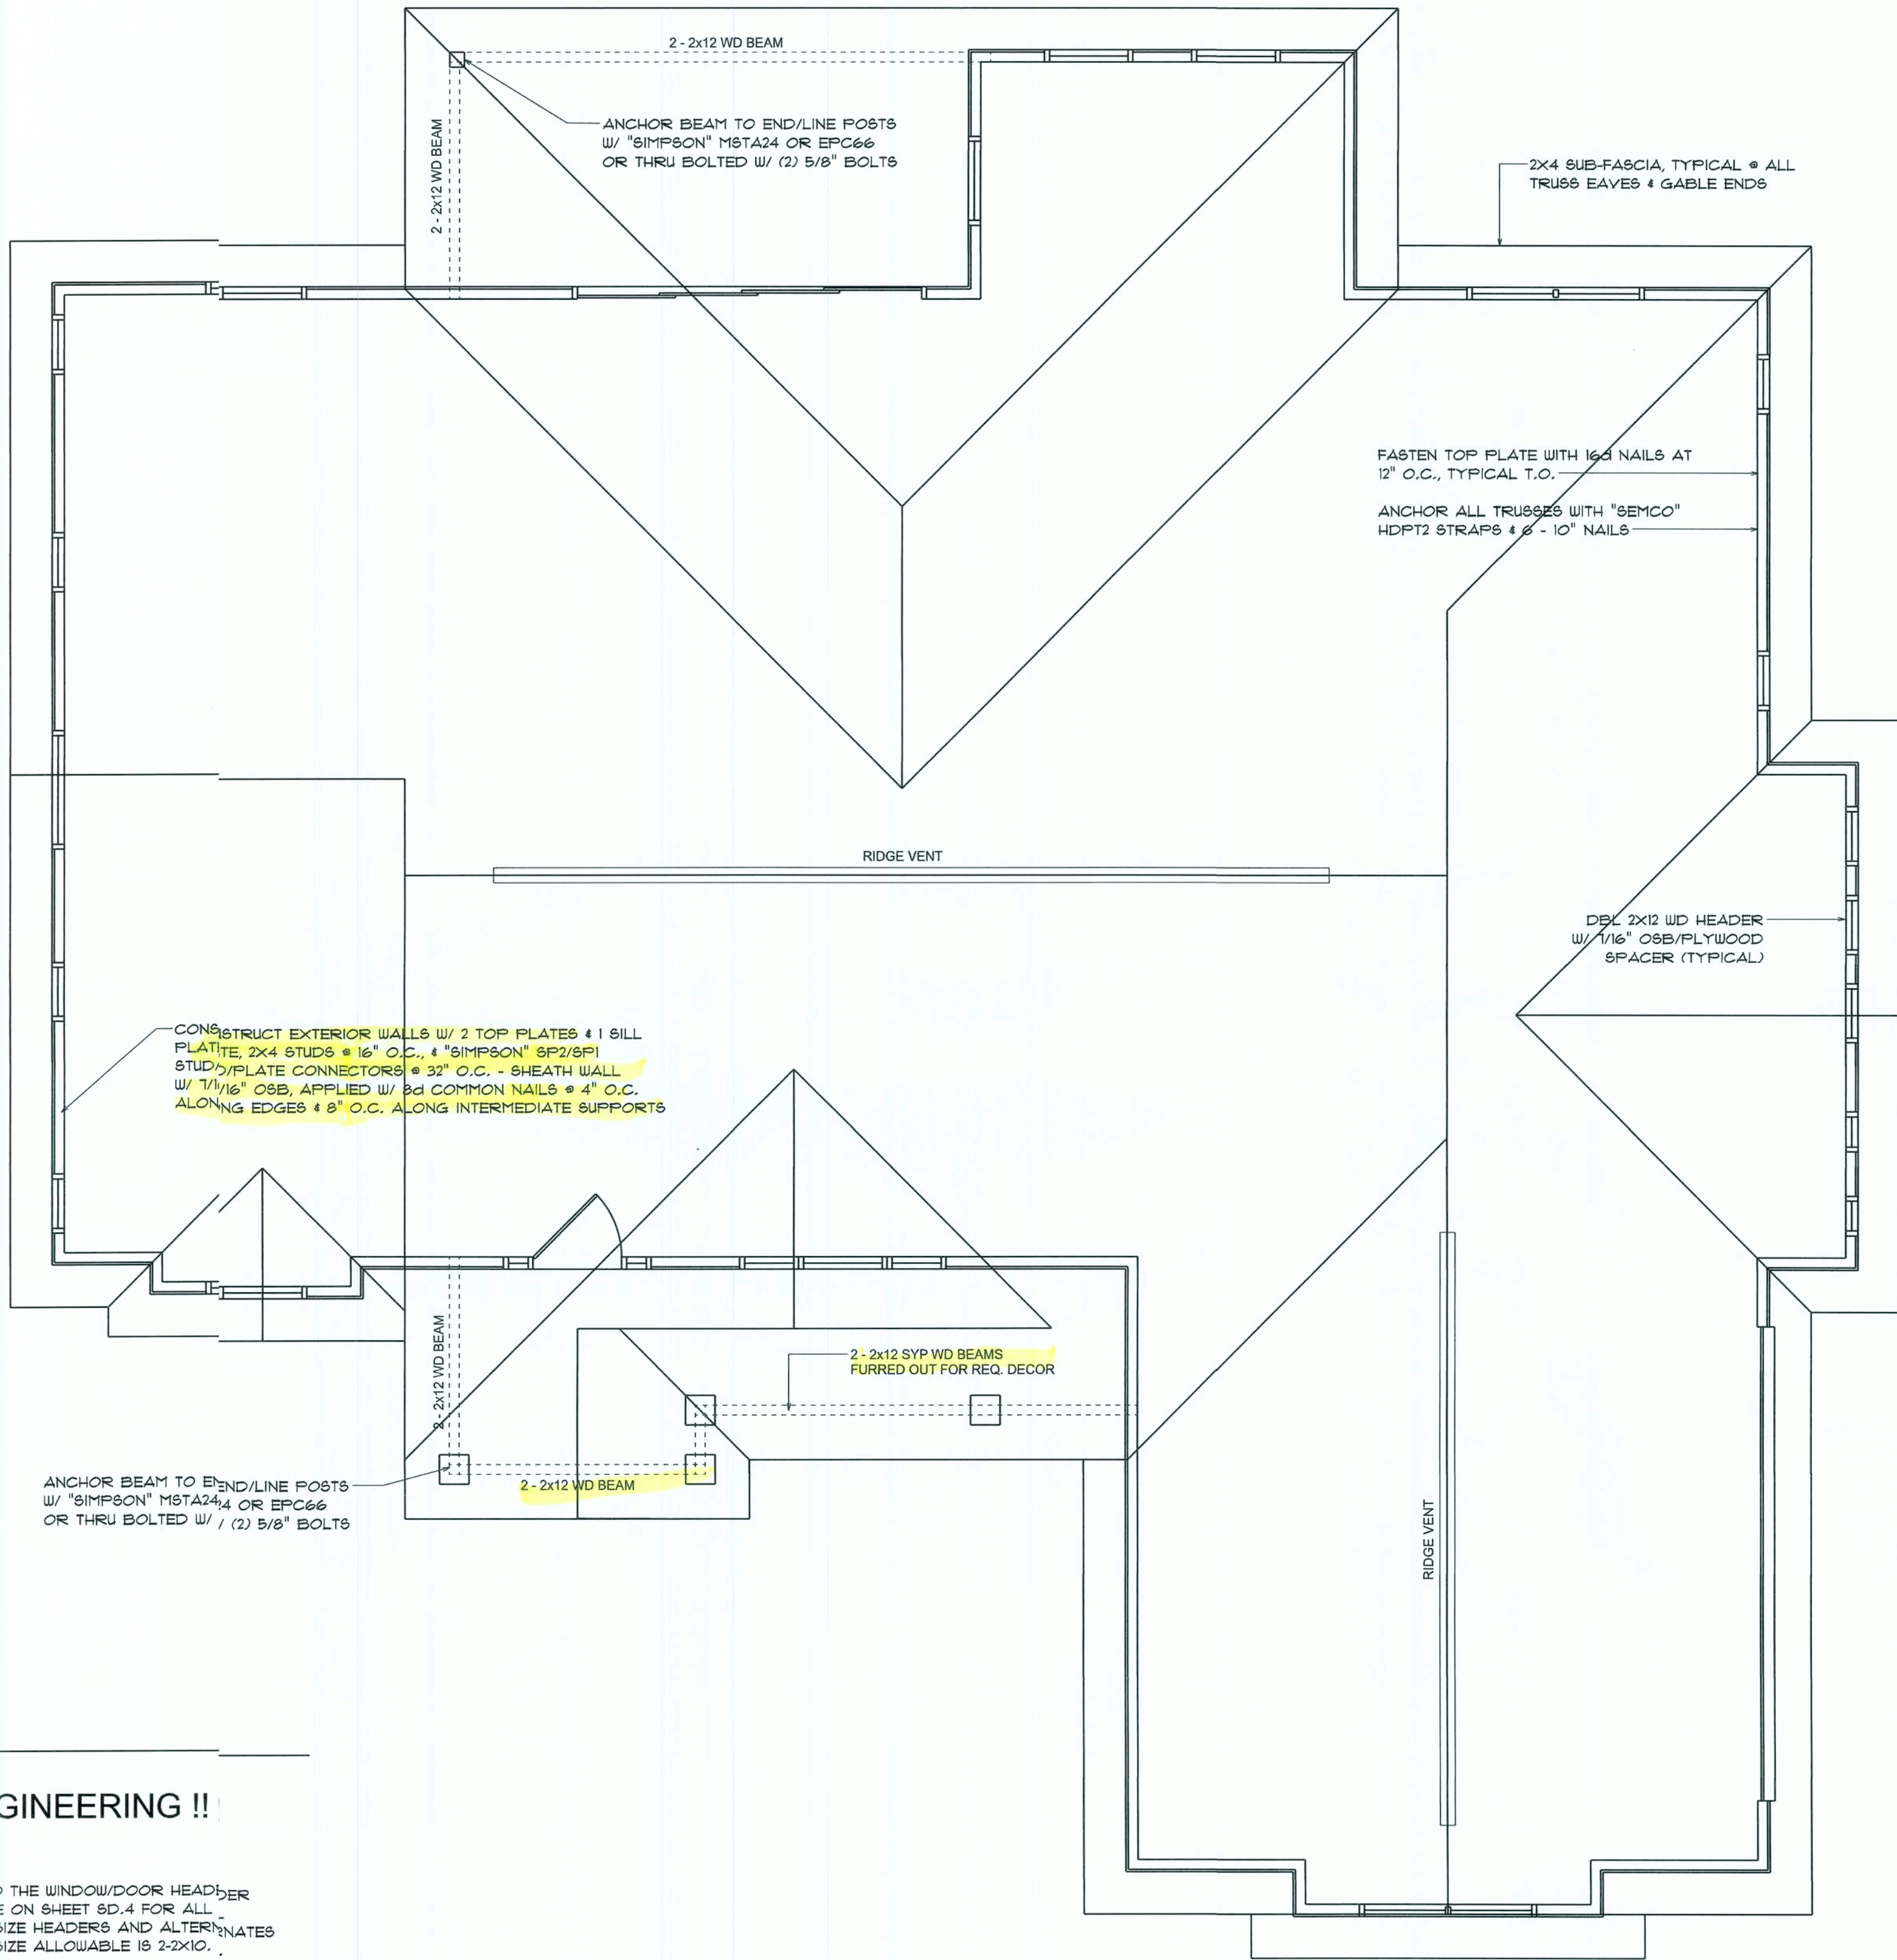 2 - 2x12 WD BEAM
2 - 2x12 WD BEAM
ANCHOR BEAM TO END/LINE POSTS
W/ "SIMPSON" MSTA24 OR EPC66
OR THRU BOLTED W/ (2) 5/8" BOLTS
2X4 SUB-FASCIA, TYPICAL @ ALL
TRUSS EAVES & GABLE ENDS
FASTEN TOP PLATE WITH 16d NAILS AT
12" O.C., TYPICAL T.O.
ANCHOR ALL TRUSSES WITH "SEMCO"
HDPT2 STRAPS & 6 - 10" NAILS
RIDGE VENT
DBL 2X12 WD HEADER
W/ 7/16" OSB/PLYWOOD
SPACER (TYPICAL)
CONSTRUCT EXTERIOR WALLS W/ 2 TOP PLATES & 1 SILL
PLATE, 2X4 STUDS @ 16" O.C., & "SIMPSON" SP2/SP1
STUD/PLATE CONNECTORS @ 32" O.C. - SHEATH WALL
W/ 7/16" OSB, APPLIED W/ 8d COMMON NAILS @ 4" O.C.
ALONG EDGES & 8" O.C. ALONG INTERMEDIATE SUPPORTS
2 - 2x12 WD BEAM
2 - 2x12 SYP WD BEAMS
FURRED OUT FOR REQ. DECOR
ANCHOR BEAM TO END/LINE POSTS
W/ "SIMPSON" MSTA24 OR EPC66
OR THRU BOLTED W/ (2) 5/8" BOLTS
2 - 2x12 WD BEAM
RIDGE VENT
GINEERING !!
THE WINDOW/DOOR HEADER
E ON SHEET SD.4 FOR ALL
SIZE HEADERS AND ALTERNATES
SIZE ALLOWABLE IS 2-2X10.